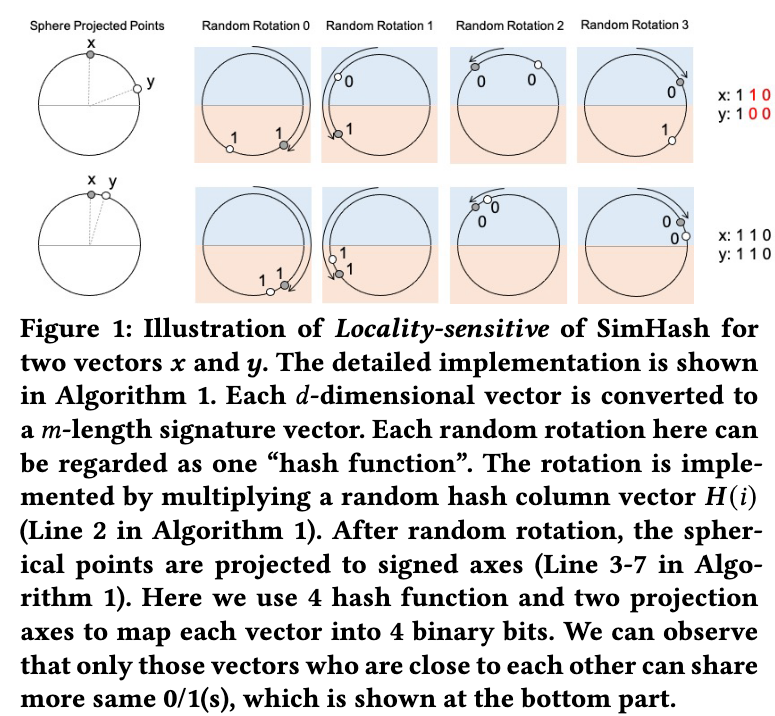 Sphere Projected Points Random Rotation 0 Random Rotation 1 Random Rotation 2 Random Rotation 3
x
y
1 1
0
1
0 0
0
1
x: 1 1 0
y: 1 0 0
x y
1 1
1
1
0
0
0
0
x: 1 1 0
y: 1 1 0
Figure 1: Illustration of Locality-sensitive of SimHash for
two vectors x and y. The detailed implementation is shown
in Algorithm 1. Each d-dimensional vector is converted to
a m-length signature vector. Each random rotation here can
be regarded as one “hash function”. The rotation is imple-
mented by multiplying a random hash column vector H(i)
(Line 2 in Algorithm 1). After random rotation, the spher-
ical points are projected to signed axes (Line 3-7 in Algo-
rithm 1). Here we use 4 hash function and two projection
axes to map each vector into 4 binary bits. We can observe
that only those vectors who are close to each other can share
more same 0/1(s), which is shown at the bottom part.